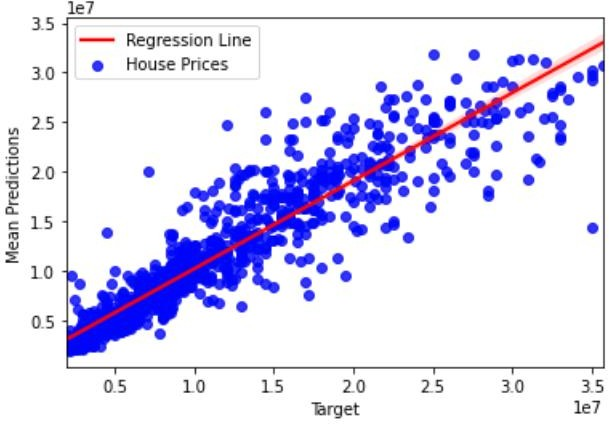 1e7
3.5
3.0
2.5
2.0
1.5
1.0
0.5
Regression Line
House Prices
Mean Predictions
0.5 1.0 1.5 2.0 2.5 3.0 3.5
1e7
Target